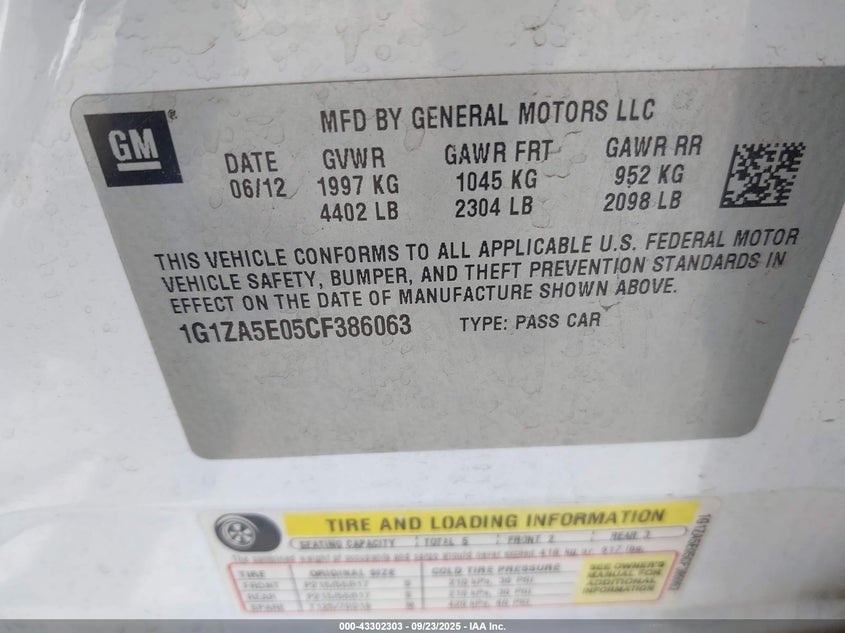 GM
MFD BY GENERAL MOTORS LLC
DATE GVWR GAWR FRT GAWR RR
06/12 1997 KG 1045 KG 952 KG
4402 LB 2304 LB 2098 LB
THIS VEHICLE CONFORMS TO ALL APPLICABLE U.S. FEDERAL MOTOR
VEHICLE SAFETY, BUMPER, AND THEFT PREVENTION STANDARDS IN
EFFECT ON THE DATE OF MANUFACTURE SHOWN ABOVE.
1G1ZA5E05CF386063 TYPE: PASS CAR
TIRE AND LOADING INFORMATION
SEATING CAPACITY TOTAL 5 FRONT 2 REAR 3
TIRE ORIGINAL SIZE COLD TIRE PRESSURE
FRONT
REAR
SPARE
SEE OWNER'S
MANUAL FOR
ADDITIONAL
INFORMATION
000-43302303 - 09/23/2025 - IAA Inc.